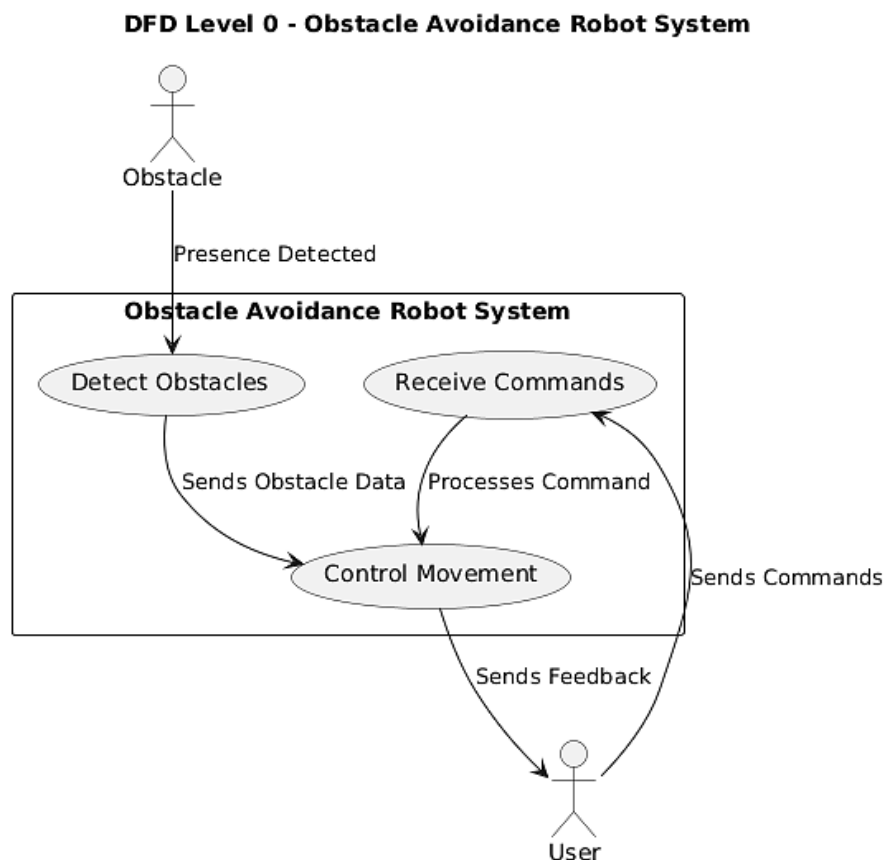 DFD Level 0 - Obstacle Avoidance Robot System
Obstacle
Presence Detected
Obstacle Avoidance Robot System
Detect Obstacles
Receive Commands
Sends Obstacle Data
Processes Command
Control Movement
Sends Commands
Sends Feedback
User